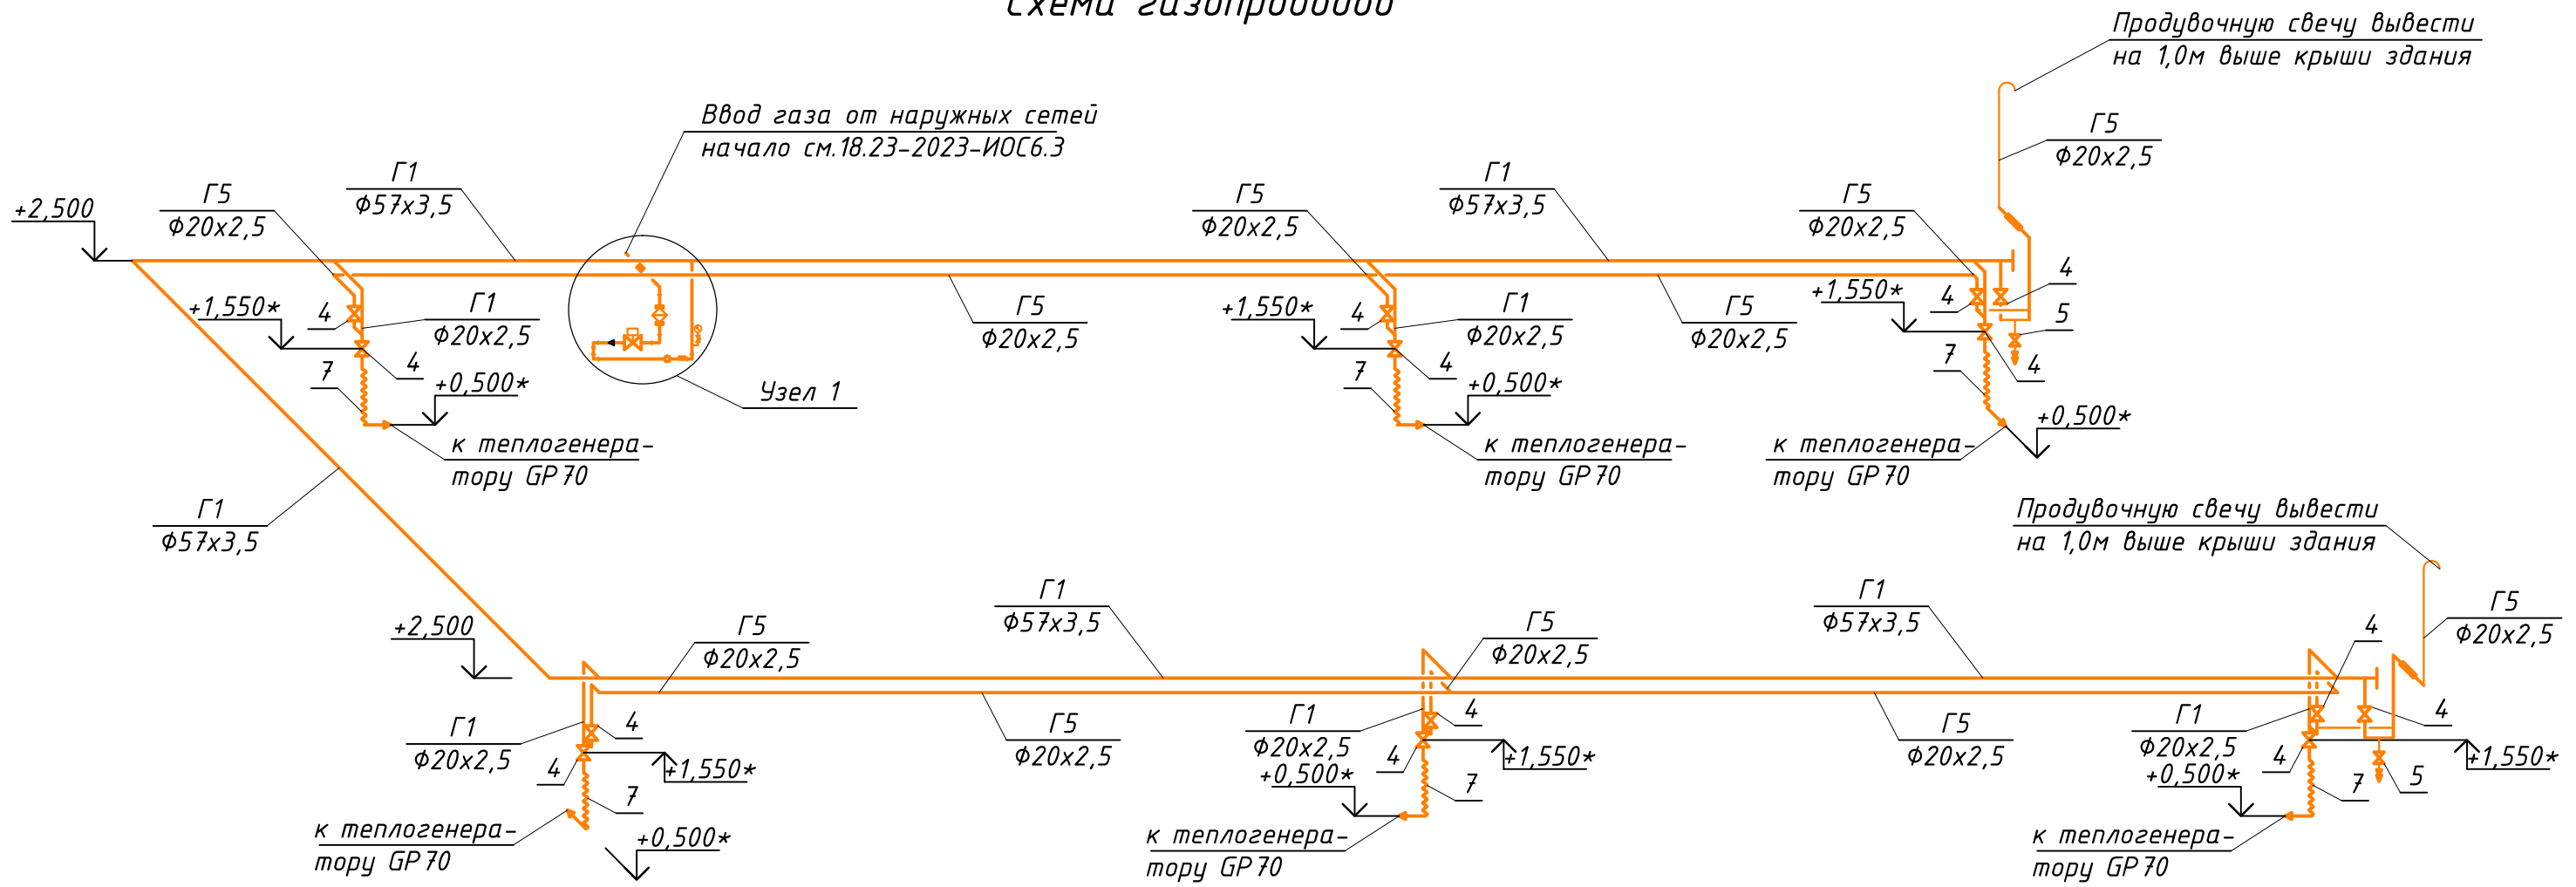 Схема газопроводов
Продувочную свечу вывести
на 1,0м выше крыши здания
Г5
Ф20х2,5
Ввод газа от наружных сетей
начало см.18.23-2023-ИОС6.3
+2,500
Г5
Ф20х2,5
Г1
Ф57х3,5
Г5
Ф20х2,5
Г1
Ф57х3,5
Г5
Ф20х2,5
+1,550*
4
Г1
Ф20х2,5
Г5
Ф20х2,5
+1,550*
4
Г1
Ф20х2,5
Г5
Ф20х2,5
+1,550*
4
4
5
7
4
+0,500*
Узел 1
7
4
+0,500*
7
4
+0,500*
к теплогенера-
тору GP70
к теплогенера-
тору GP70
к теплогенера-
тору GP70
Г1
Ф57х3,5
Продувочную свечу вывести
на 1,0м выше крыши здания
+2,500
Г5
Ф20х2,5
Г1
Ф57х3,5
Г5
Ф20х2,5
Г1
Ф57х3,5
4
Г5
Ф20х2,5
Г1
Ф20х2,5
4
Г5
Ф20х2,5
Г1
Ф20х2,5
4
Г5
Ф20х2,5
Г1
Ф20х2,5
4
4
+1,550*
7
+0,500*
4
+1,550*
7
+0,500*
4
+1,550*
7
5
к теплогенера-
тору GP70
+0,500*
к теплогенера-
тору GP70
к теплогенера-
тору GP70